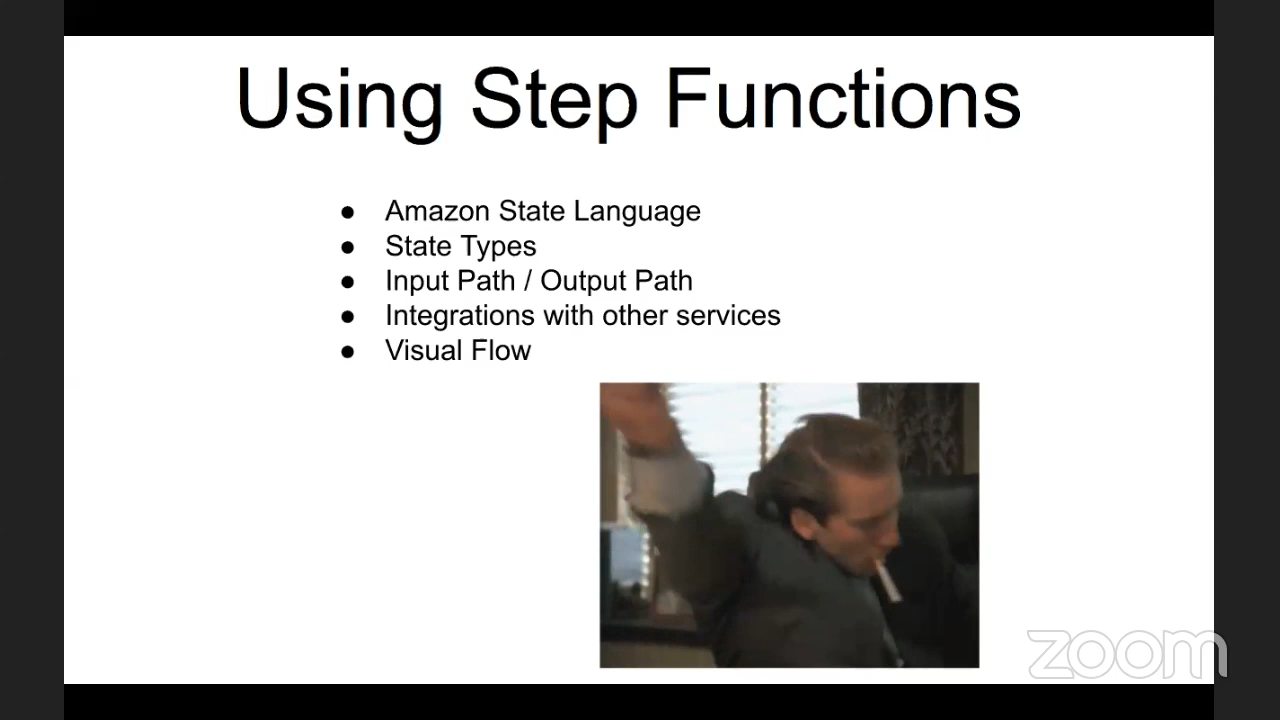 Using Step Functions
● Amazon State Language
● State Types
● Input Path / Output Path
● Integrations with other services
● Visual Flow
zoom